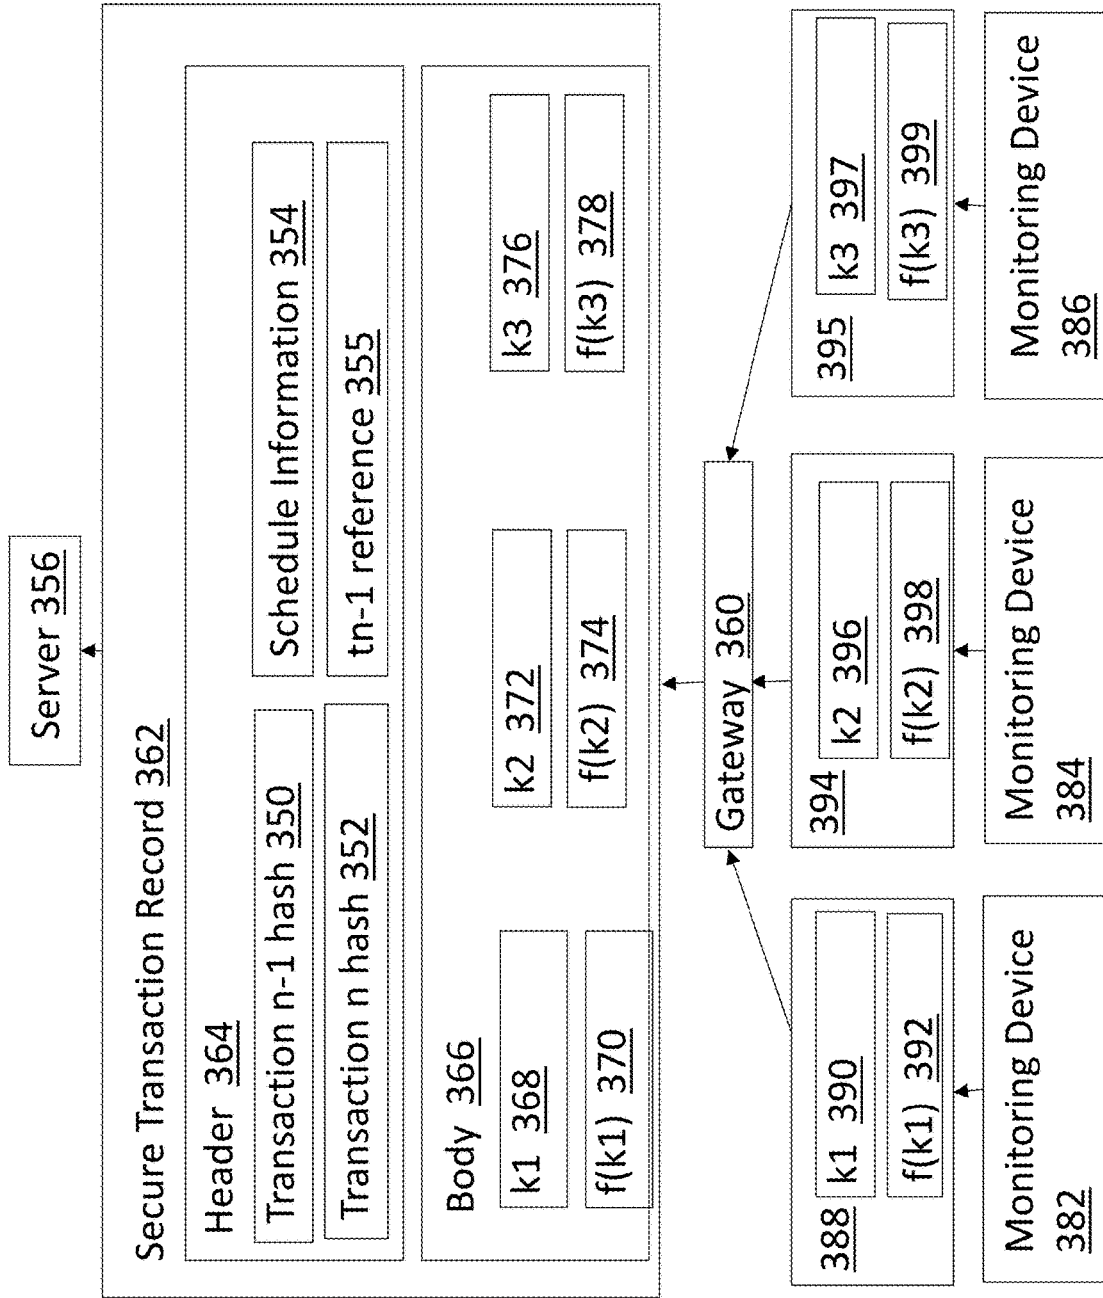 Server 356
Secure Transaction Record 362
Header 364
Transaction n-1 hash 350
Schedule Information 354
Transaction n hash 352
tn-1 reference 355
Body 366
k1 368
k2 372
k3 376
f(k1) 370
f(k2) 374
f(k3) 378
Gateway 360
388
k1 390
f(k1) 392
394
k2 396
f(k2) 398
395
k3 397
f(k3) 399
Monitoring Device
382
Monitoring Device
384
Monitoring Device
386